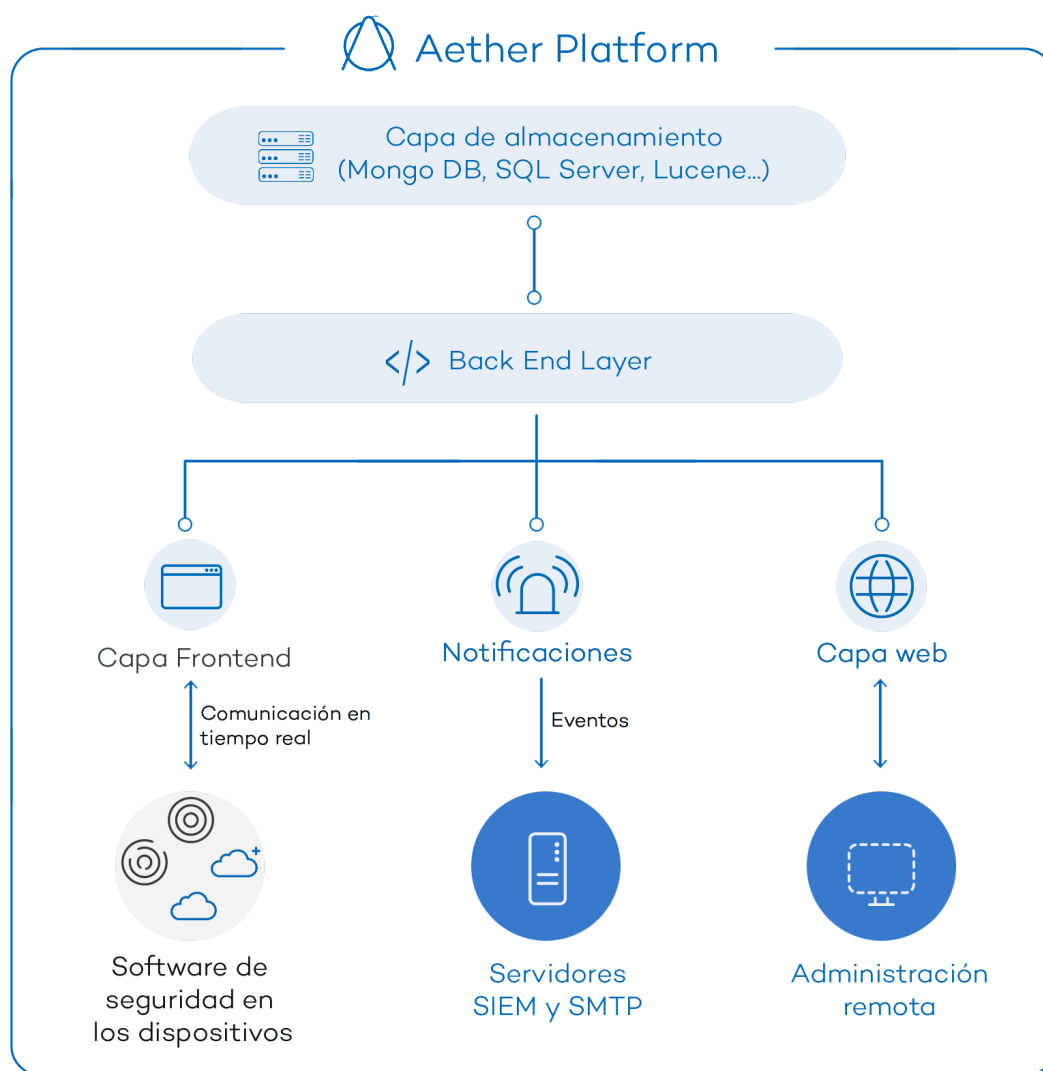 Aether Platform
Capa de almacenamiento
(Mongo DB, SQL Server, Lucene...)
</> Back End Layer
Capa Frontend
Notificaciones
Capa web
Comunicación en
tiempo real
Eventos
Software de
seguridad en
los dispositivos
Servidores
SIEM y SMTP
Administración
remota